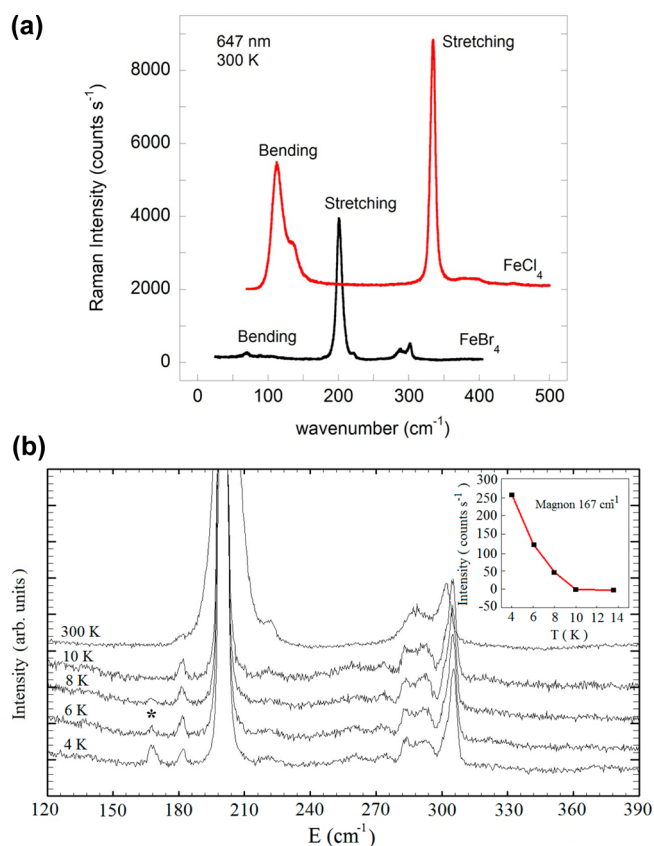 (a)
647 nm
300 K
Stretching
8000
6000
Bending
Stretching
4000
2000
FeCl4
Bending
FeBr4
0
Raman Intensity (counts s-1)
0 100 200 300 400 500
wavenumber (cm-1)
(b)
300
250
200
150
100
50
0
-50
Magnon 167 cm-1
Intensity ( counts s-1)
4 6 8 10 12 14
T ( K )
300 K
10 K
8 K
*
6 K
4 K
Intensity ( arb. units )
120 150 180 210 240 270 300 330 360 390
E (cm-1)